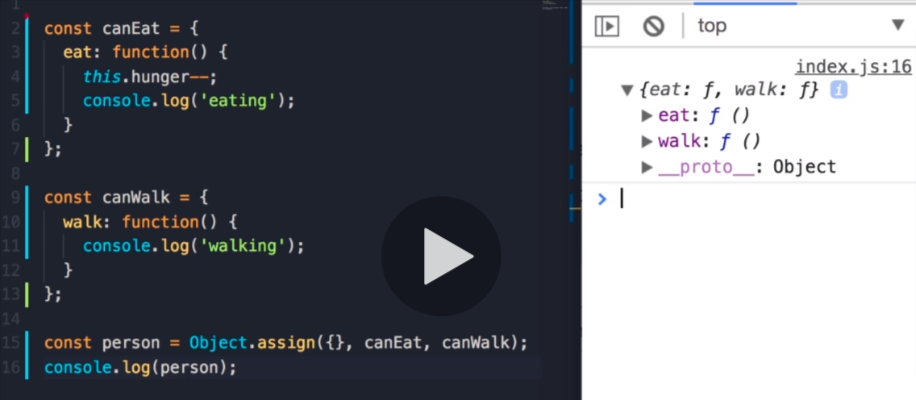 1
2 const canEat = {
3 eat: function() {
4 this.hunger--;
5 console.log('eating');
6 }
7 };
8
9 const canWalk = {
10 walk: function() {
11 console.log('walking');
12 }
13 };
14
15 const person = Object.assign({}, canEat, canWalk);
16 console.log(person);
top
index.js:16
{eat: ƒ, walk: ƒ} i
eat: ƒ ()
walk: ƒ ()
__proto__: Object